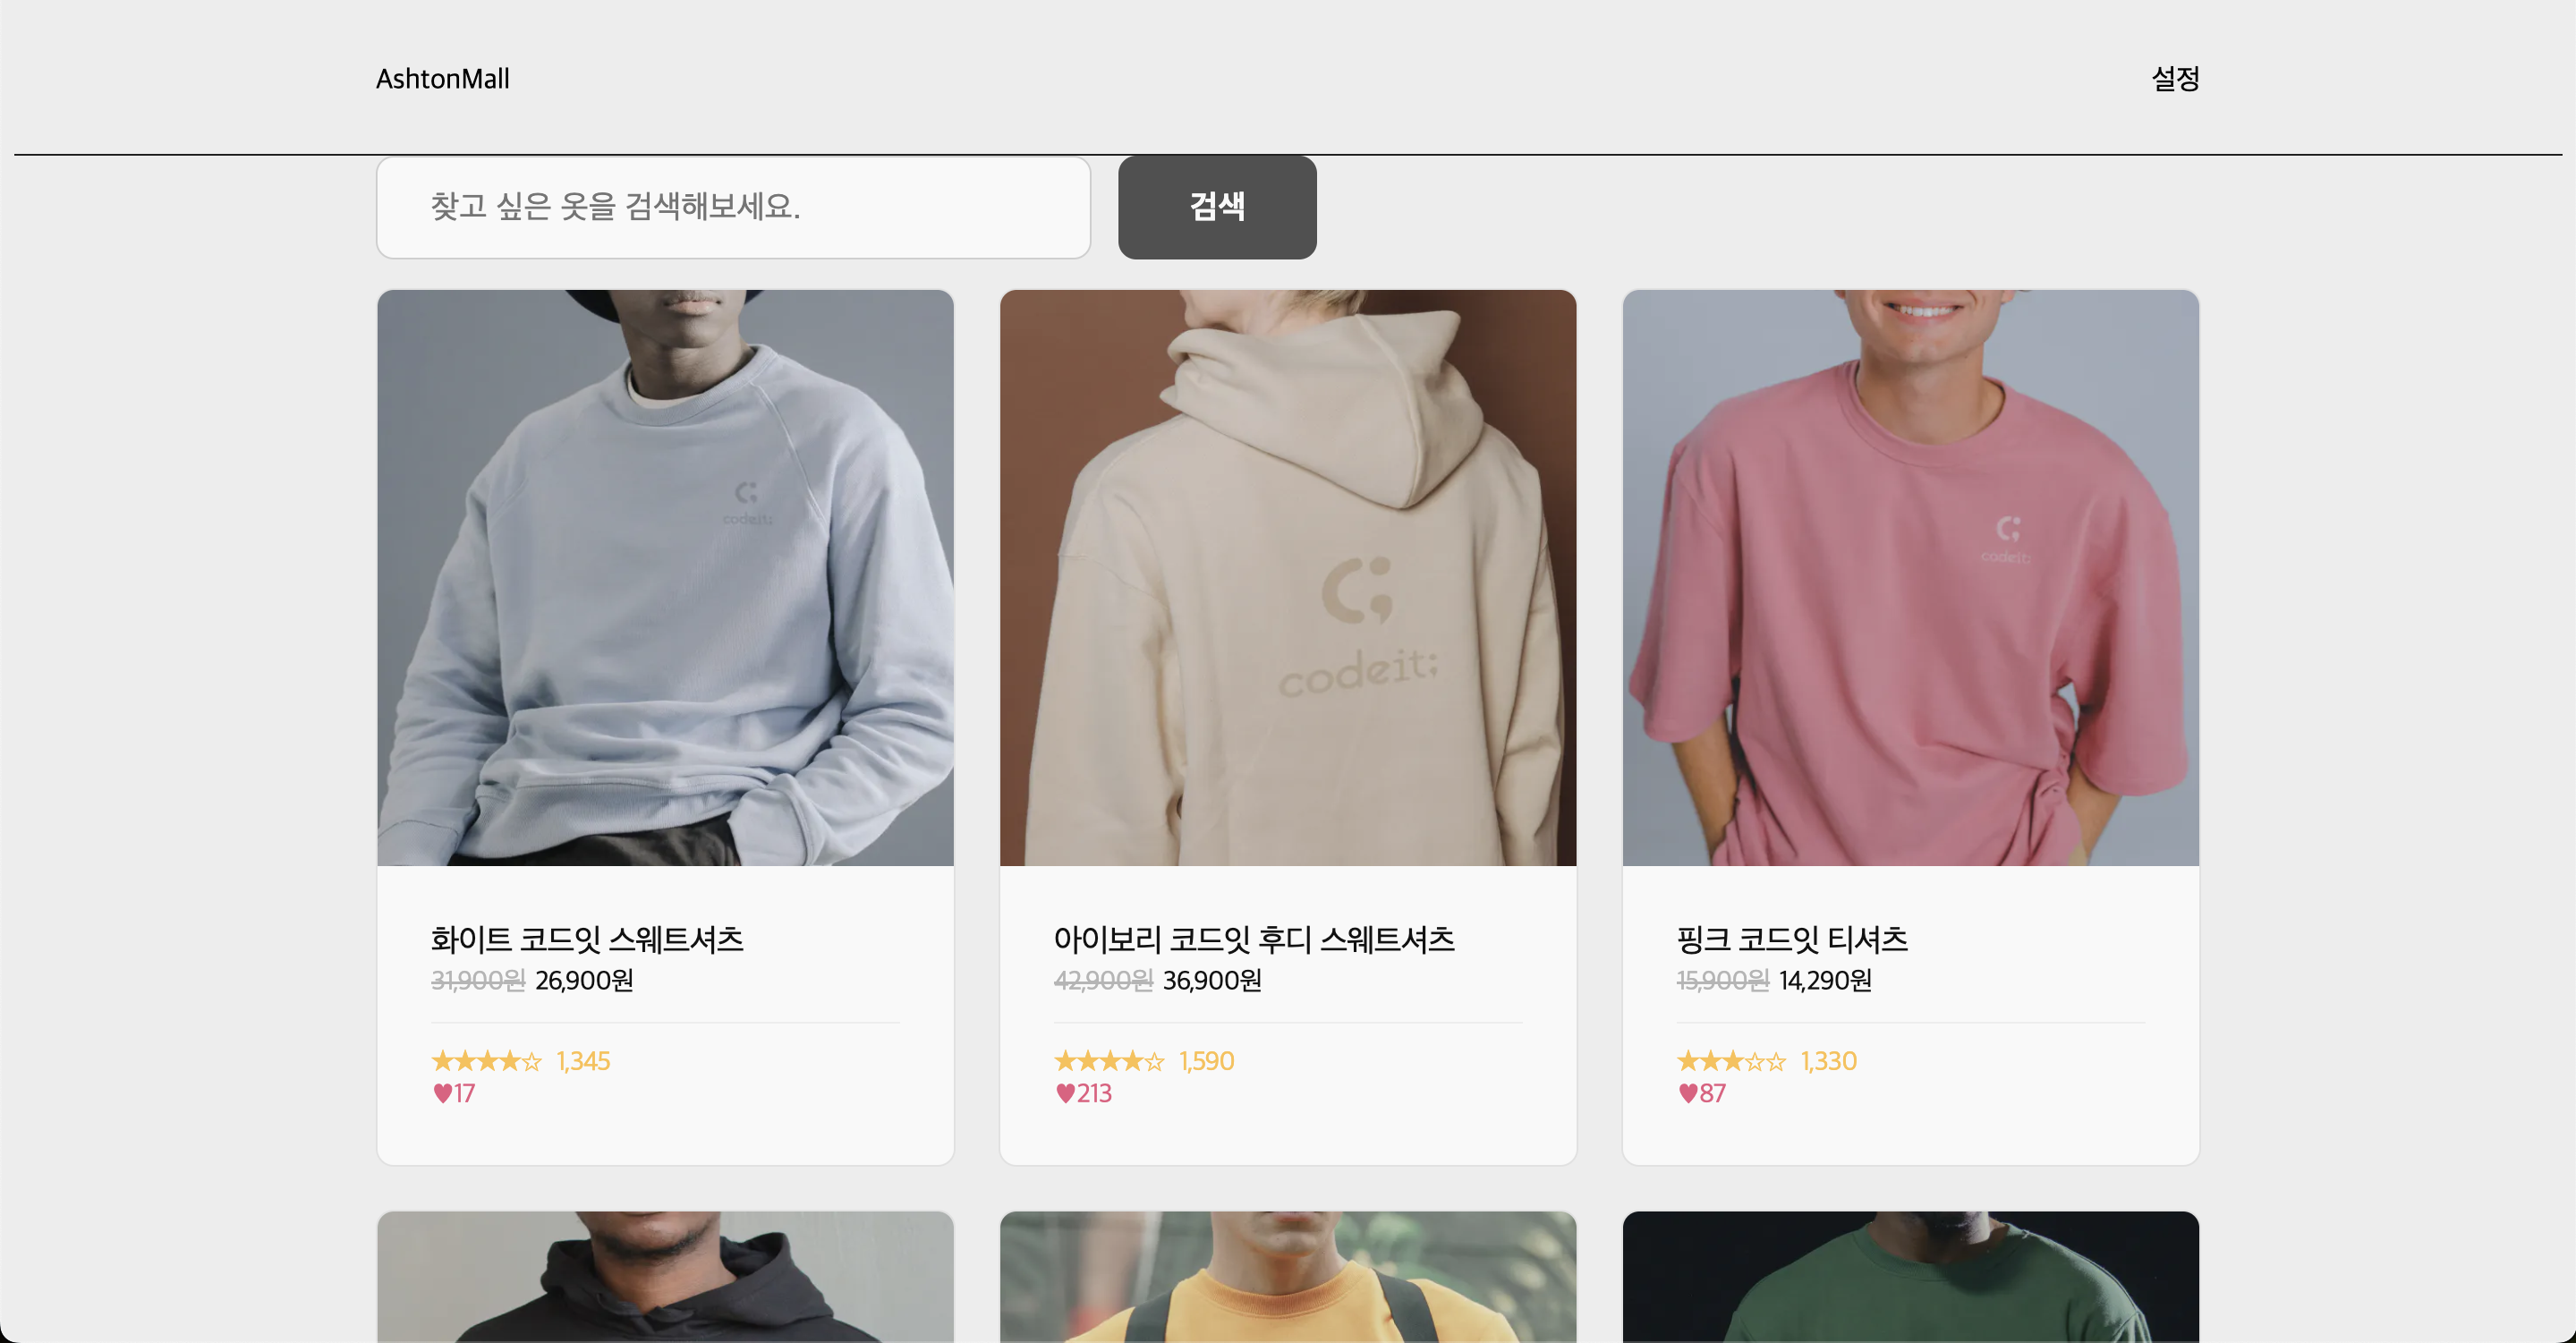 AshtonMall
설정
찾고 싶은 옷을 검색해보세요.
검색
codeit:
codeit;
codeit:
화이트 코드잇 스웨트셔츠
31,900원 26,900원
★★★★☆ 1,345
♥17
아이보리 코드잇 후디 스웨트셔츠
42,900원 36,900원
★★★★☆ 1,590
♥213
핑크 코드잇 티셔츠
15,900원 14,290원
★★★☆☆ 1,330
♥87